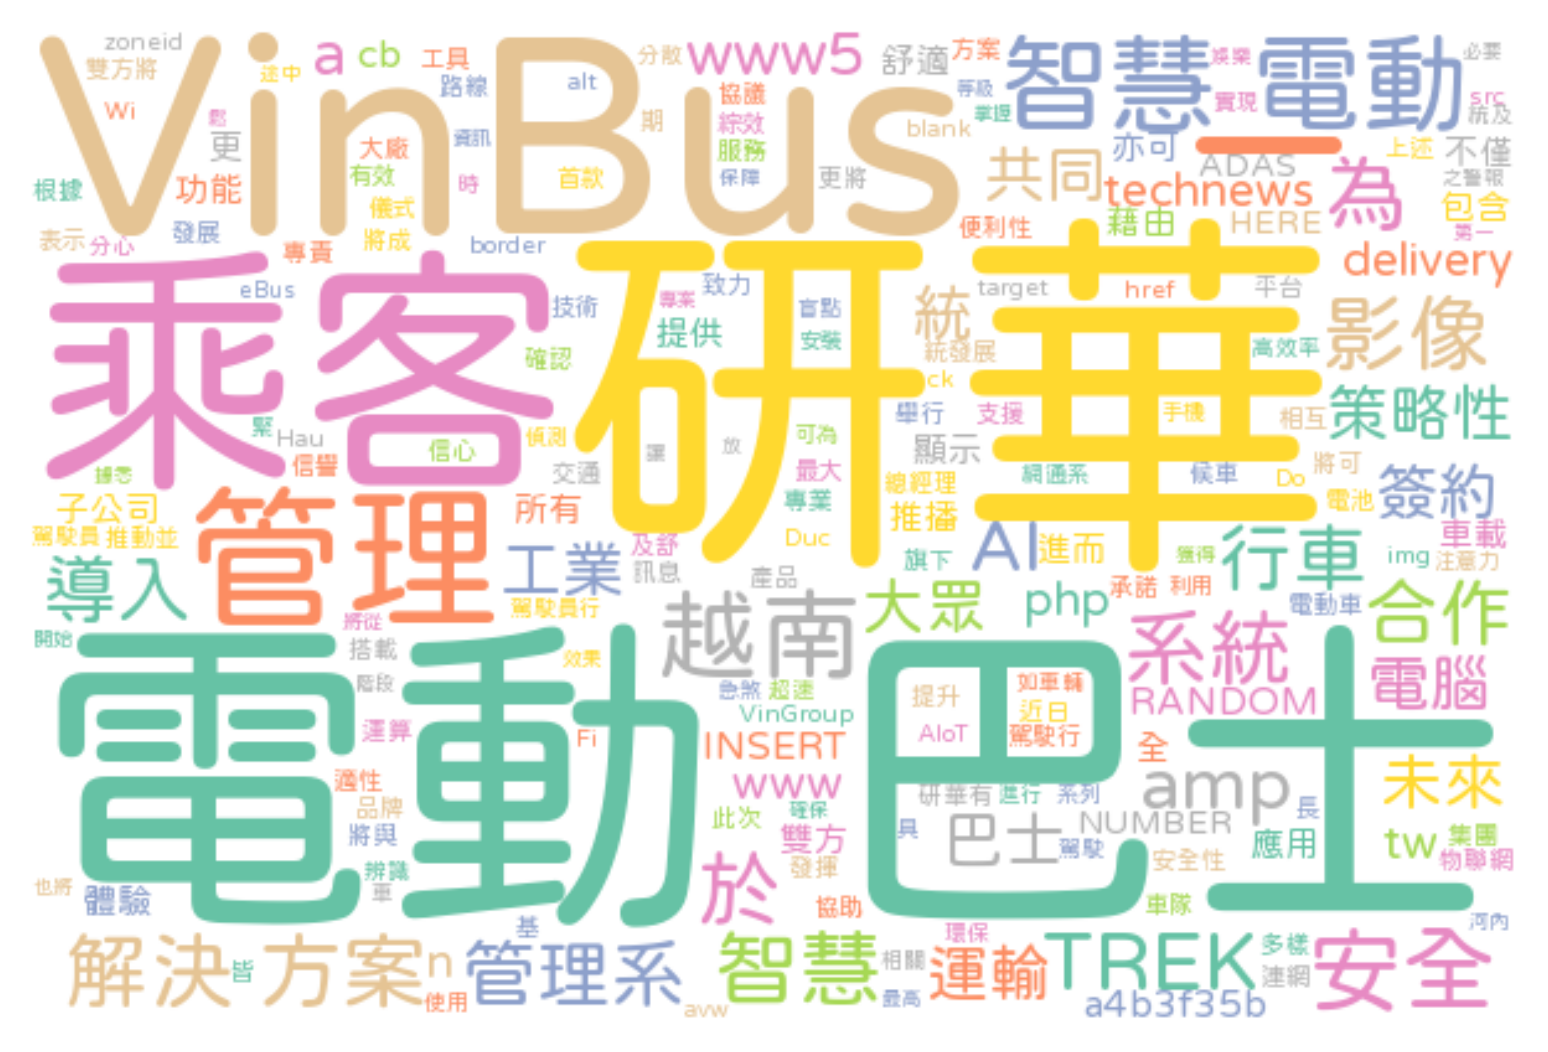 zoneid
雙方將
途中
a
cb
工具
路線
alt
分散
www5
舒適
方案
智慧_電動
娛樂
必要
VinBus
Wi
鬆
更
大廠
資訊
期
協議
綜效
服務
保障
更將
blank
等級
掌握
實現
src
統及
根據
功能
有效
時
首款
儀式
將成
共同
亦可
ADAS
上述
不僅
之警報
technews
為
包含
第一
表示
分心
發展
專責
border
便利性
藉由
HERE
delivery
乘客
eBus
技術
研華
致力
專案
提供
盲點
安裝
target
href
平台
統
統發展
高效率
影像
確認
ck
舉行
支援
手機
相互
策略性
緊
Hau
信心
偵測
讓
放
可為
顯示
據悉
信譽
交通
最大
總經理
網通系
候車
Do
將可
電池
簽約
子公司
駕駛員
推動並
管理
所有
專業
推播
及舒
訊息
Duc
旗下
AI
進而
獲得
行車
車載
img
注意力
導入
工業
駕駛員行
產品
大眾
php
承諾
利用
電動車
合作
開始
將從
搭載
越南
系統
電腦
電動巴士
效果
階段
急煞
超速
VinGroup
提升
如車輛
近日
RANDOM
運算
Fi
INSERT
AIoT
駕駛行
全
適性
品牌
將與
www
研華有
進行
系列
amp
未來
確保
此次
雙方
具
巴士
NUMBER
駕駛
長
應用
tw
集團
物聯網
辨識
車
發揮
安全性
也將
體驗
於
協助
車隊
基
環保
河內
解決
皆
方案
n
使用
管理系
智慧
相關
最高
運輸
TREK
多樣
連網
安全
avw
a4b3f35b